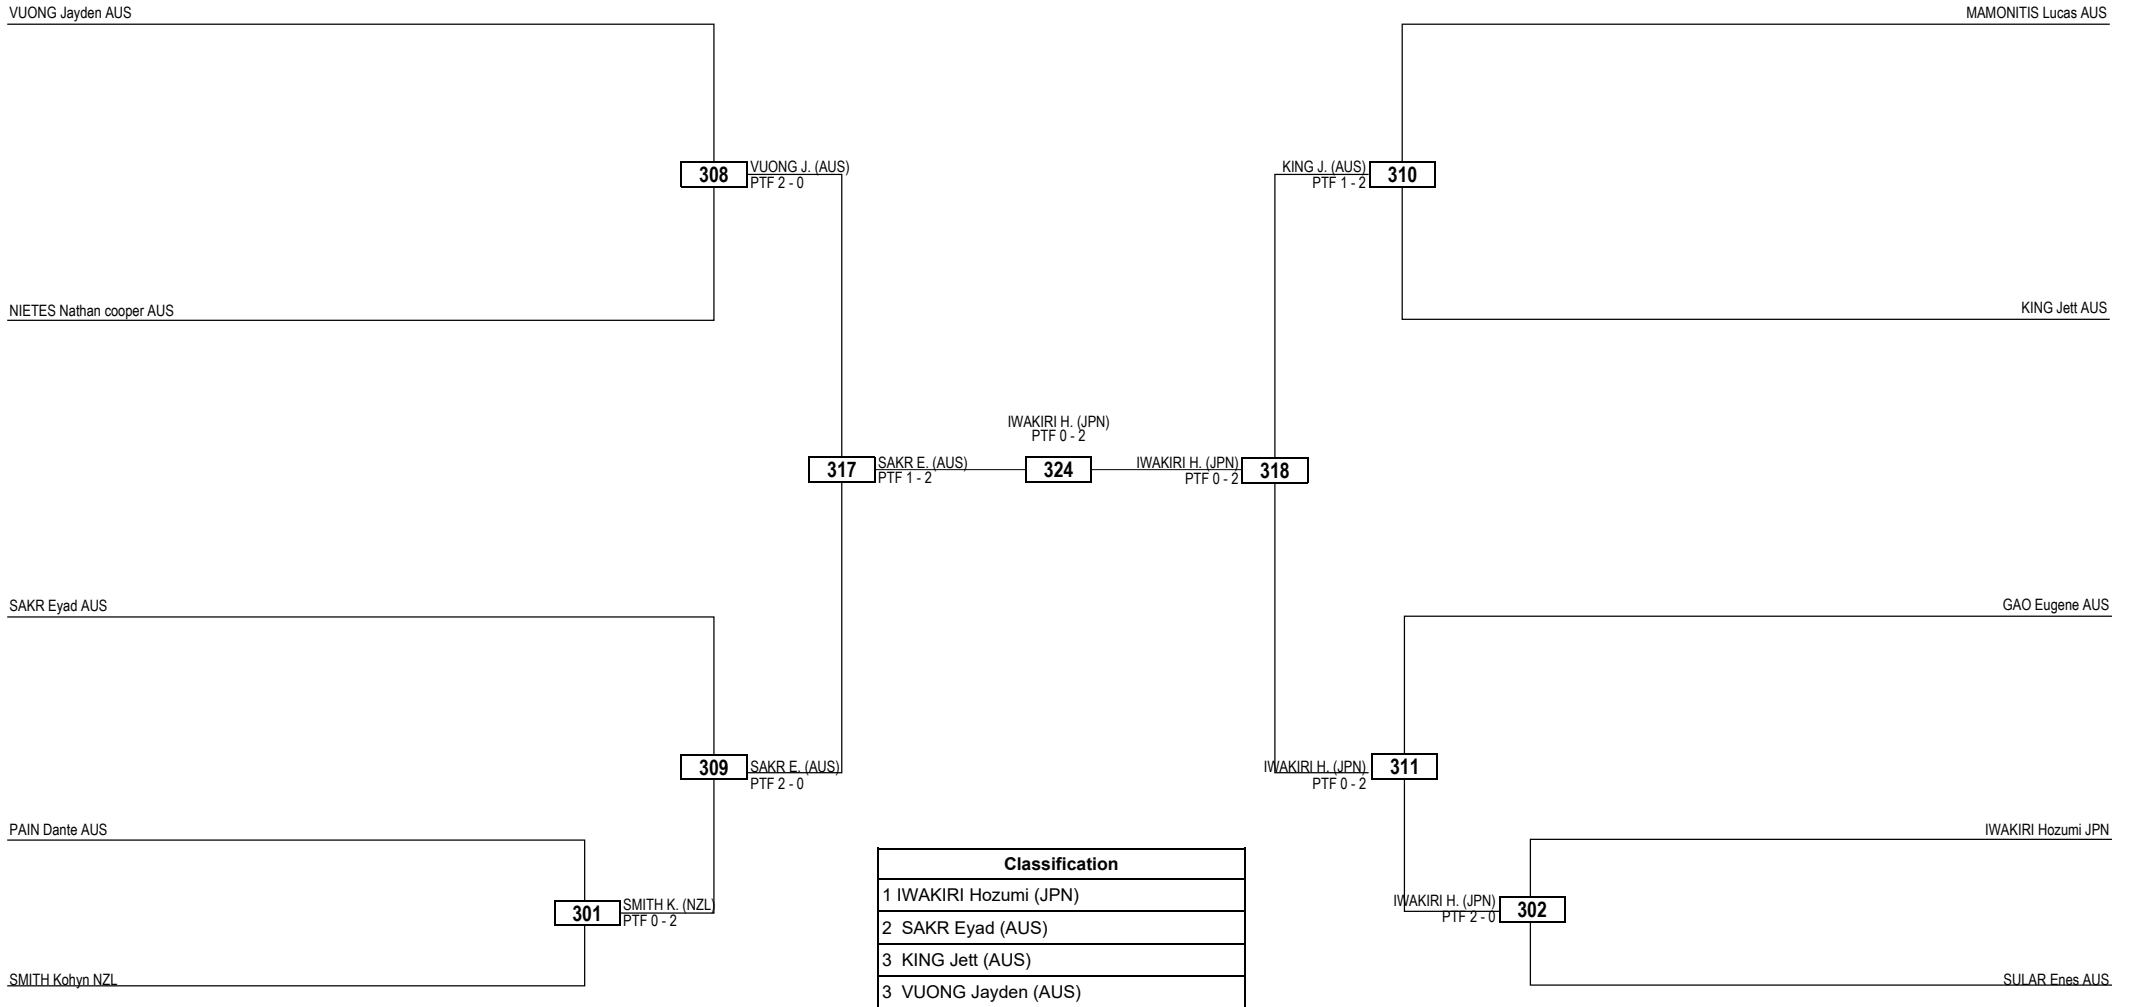 VUONG Jayden AUS
MAMONITIS Lucas AUS
308
VUONG J. (AUS)
PTF 2 - 0
KING J. (AUS)
PTF 1 - 2
310
NIETES Nathan cooper AUS
KING Jett AUS
IWAKIRI H. (JPN)
PTF 0 - 2
317
SAKR E. (AUS)
PTF 1 - 2
324
IWAKIRI H. (JPN)
PTF 0 - 2
318
SAKR Eyad AUS
GAO Eugene AUS
309
SAKR E. (AUS)
PTF 2 - 0
IWAKIRI H. (JPN)
PTF 0 - 2
311
PAIN Dante AUS
IWAKIRI Hozumi JPN
301
SMITH K. (NZL)
PTF 0 - 2
IWAKIRI H. (JPN)
PTF 2 - 0
302
SMITH Kohyn NZL
SULAR Enes AUS
Classification
1 IWAKIRI Hozumi (JPN)
2 SAKR Eyad (AUS)
3 KING Jett (AUS)
3 VUONG Jayden (AUS)